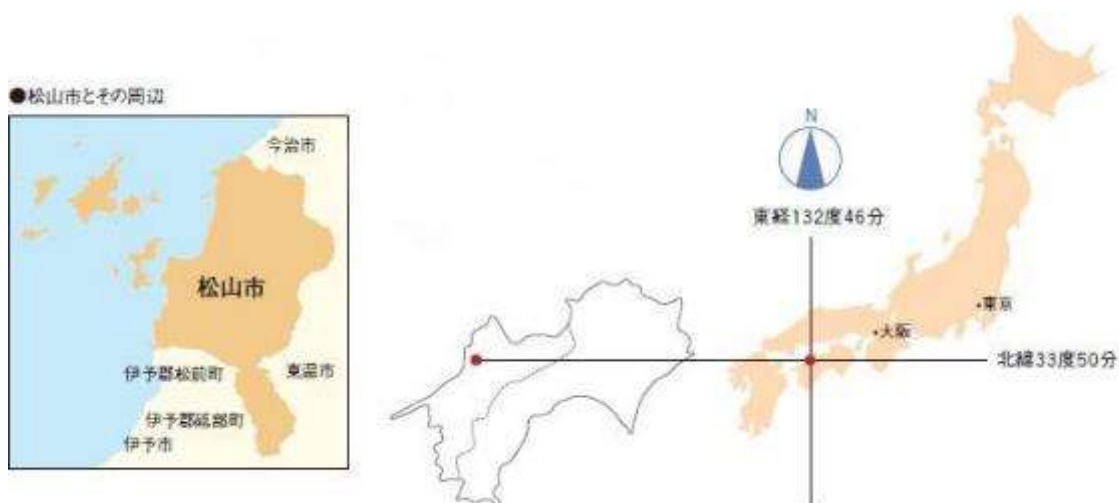 ●松山市とその周辺
今治市
松山市
伊予郡松前町
東温市
伊予郡砥部町
伊予市
N
東経132度46分
・東京
・大阪
北緯33度50分